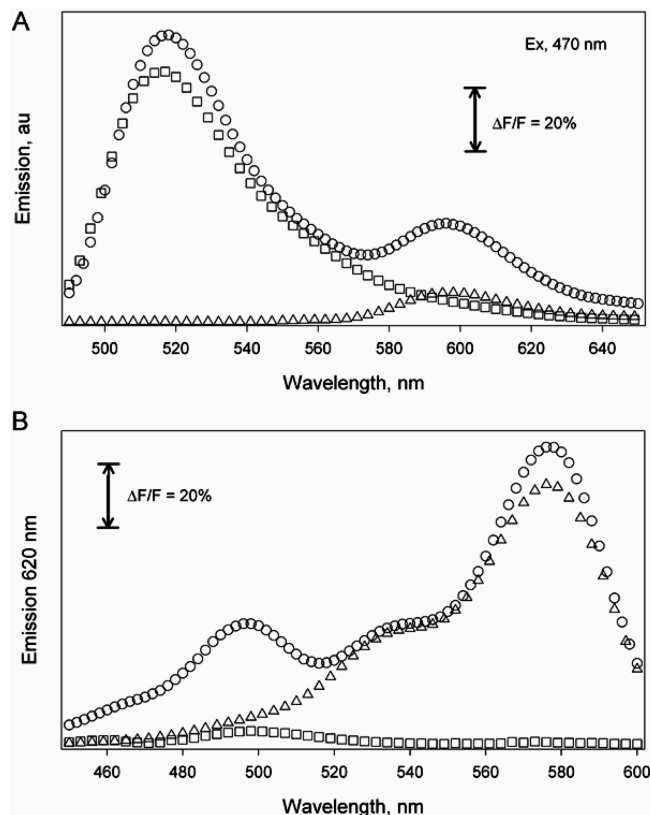 A
Ex, 470 nm
ΔF/F = 20%
Emission, au
500 520 540 560 580 600 620 640
Wavelength, nm
B
ΔF/F = 20%
Emission 620 nm
460 480 500 520 540 560 580 600
Wavelength, nm